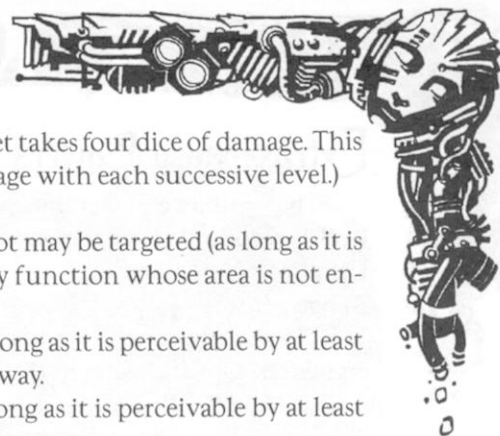 et takes four dice of damage. This
age with each successive level.)
ot may be targeted (as long as it is
y function whose area is not en-
ong as it is perceivable by at least
way.
ong as it is perceivable by at least